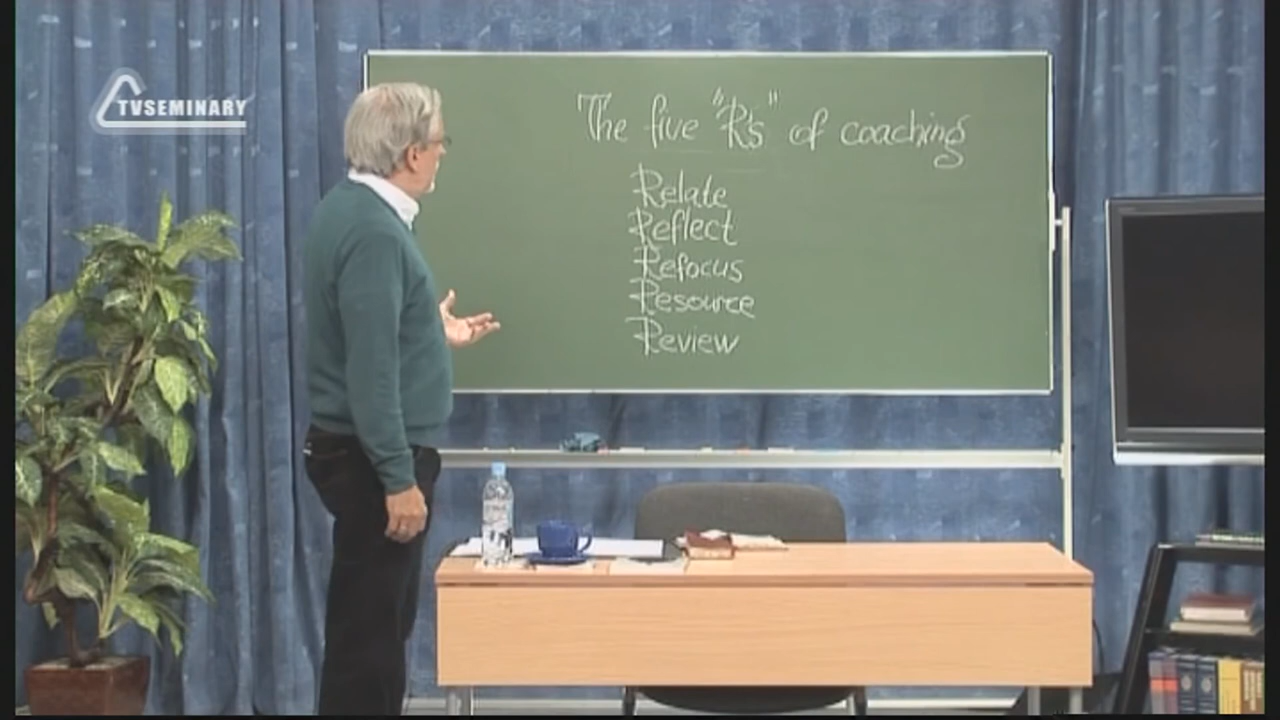 TVSEMINARY
The five "R's" of coaching
Relate
Reflect
Refocus
Resource
Review